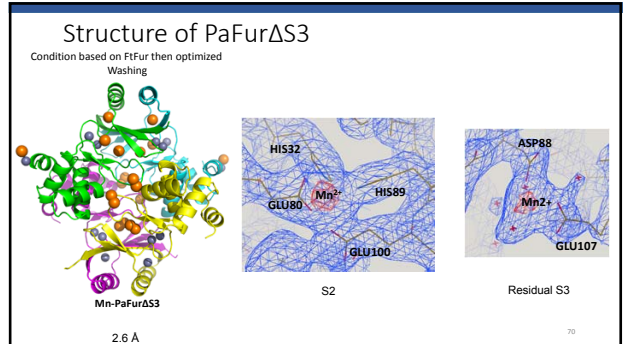 Structure of PaFurΔS3
Condition based on FtFur then optimized
Washing
Mn-PaFurΔS3
2.6 Å
HIS32
Mn²⁺
HIS89
GLU80
GLU100
S2
ASP88
Mn2+
GLU107
Residual S3
70